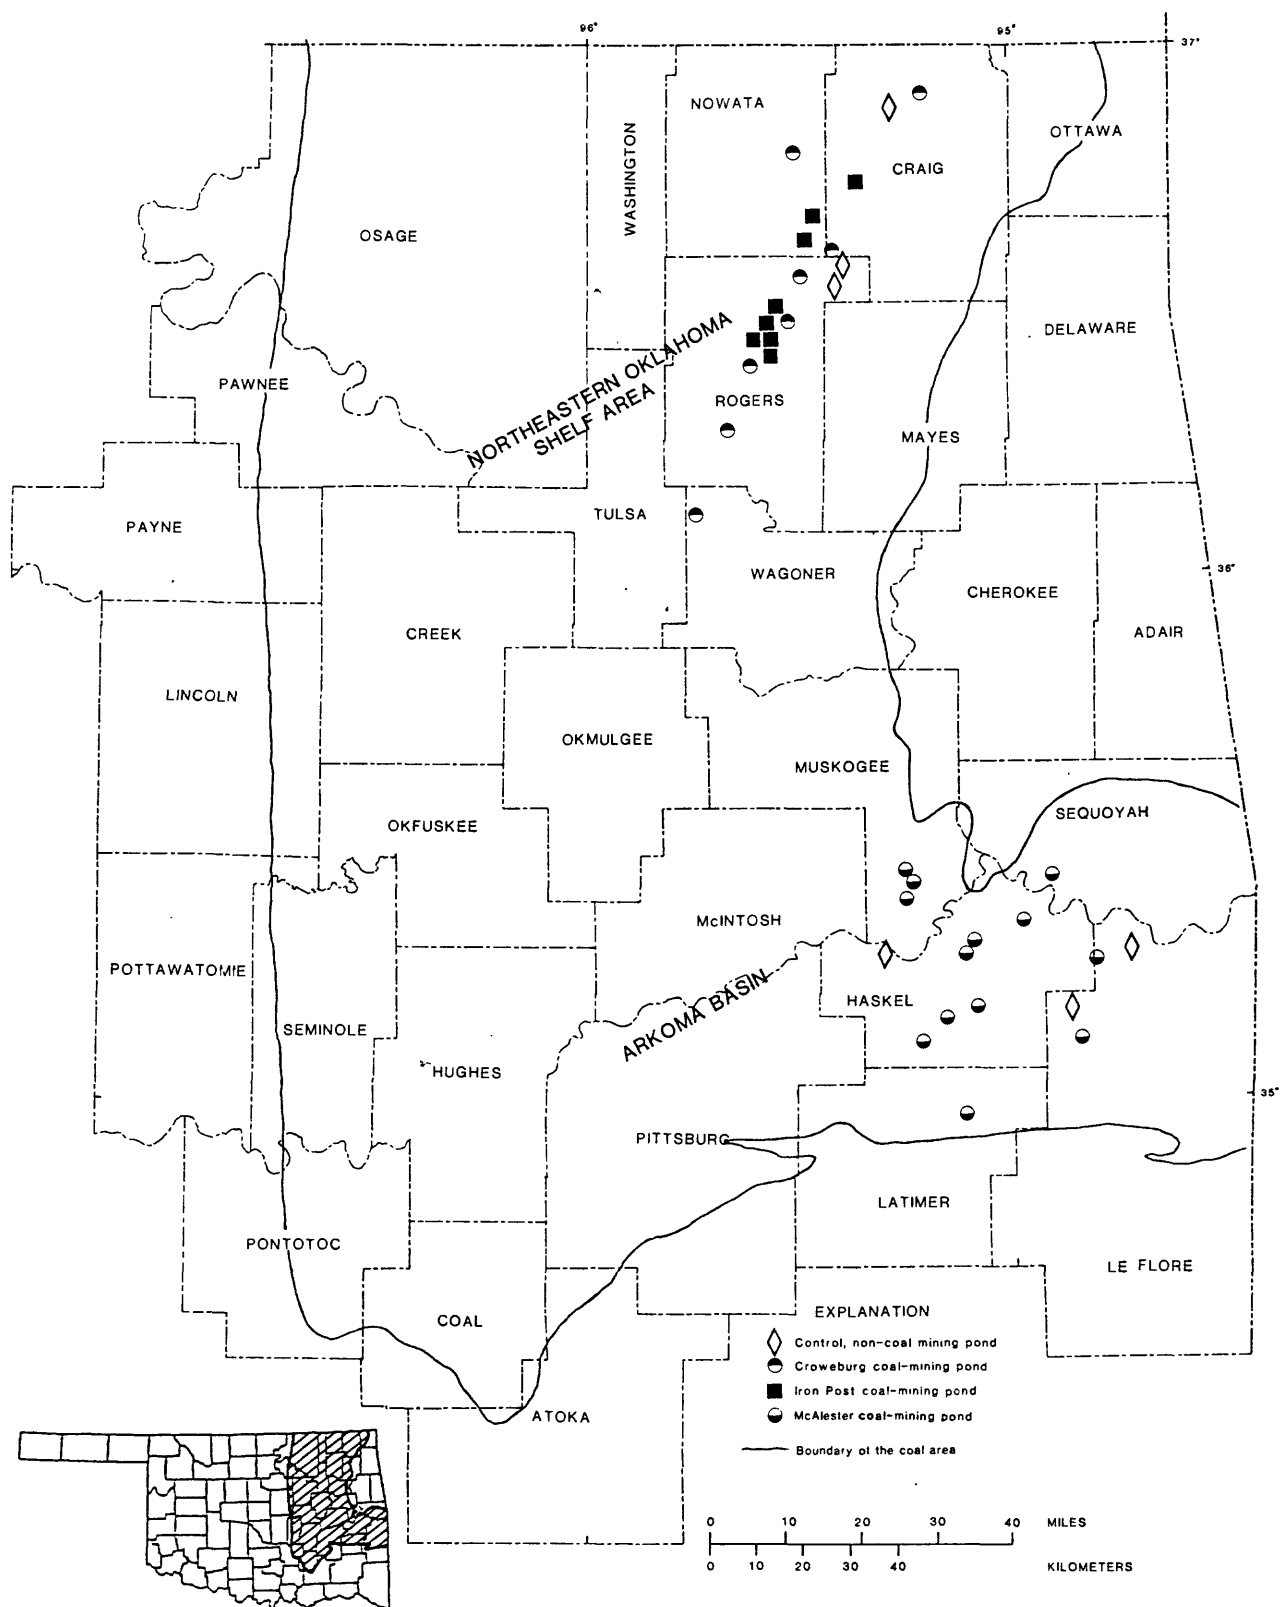 96°
95°
37°
NOWATA
OTTAWA
WASHINGTON
CRAIG
OSAGE
NORTHEASTERN OKLAHOMA
SHELF AREA
DELAWARE
PAWNEE
ROGERS
MAYES
PAYNE
TULSA
WAGONER
36°
CHEROKEE
CREEK
ADAIR
LINCOLN
OKMULGEE
MUSKOGEE
SEQUOYAH
OKFUSKEE
McINTOSH
POTTAWATOMIE
HASKEL
SEMINOLE
ARKOMA BASIN
HUGHES
35°
PITTSBURG
LATIMER
PONTOTOC
LE FLORE
COAL
ATOKA
EXPLANATION
Control, non-coal mining pond
Croweburg coal-mining pond
Iron Post coal-mining pond
McAlester coal-mining pond
Boundary of the coal area
0 10 20 30 40 MILES
0 10 20 30 40 KILOMETERS